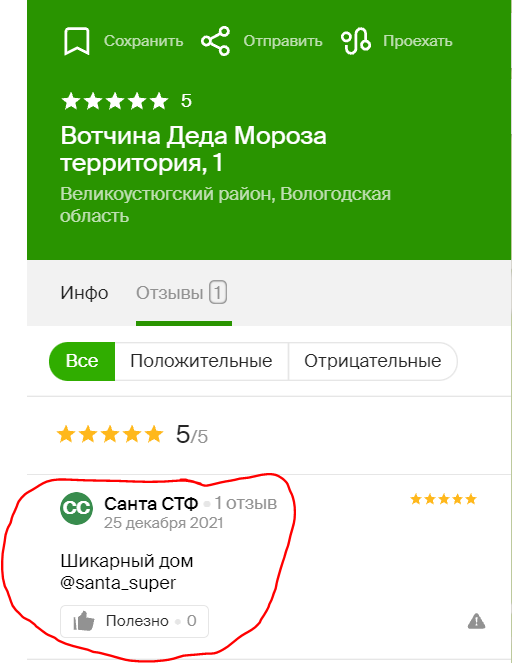 Сохранить Отправить Проехать
5
Вотчина Деда Мороза
территория, 1
Великоустюгский район, Вологодская
область
Инфо Отзывы 1
Все Положительные Отрицательные
5/5
СС Санта СТФ 1 отзыв
25 декабря 2021
Шикарный дом
@santa_super
Полезно 0